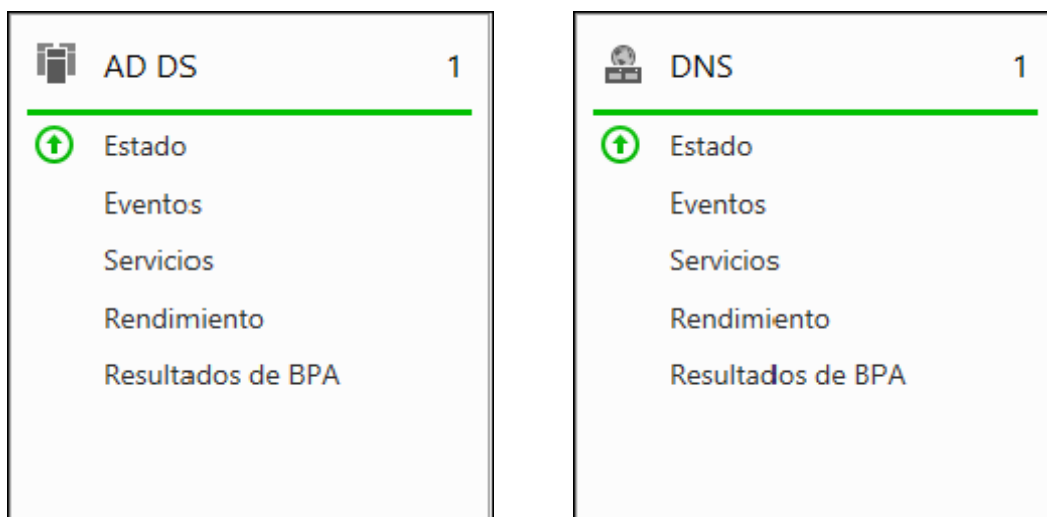 AD DS 1
Estado
Eventos
Servicios
Rendimiento
Resultados de BPA
DNS 1
Estado
Eventos
Servicios
Rendimiento
Resultados de BPA